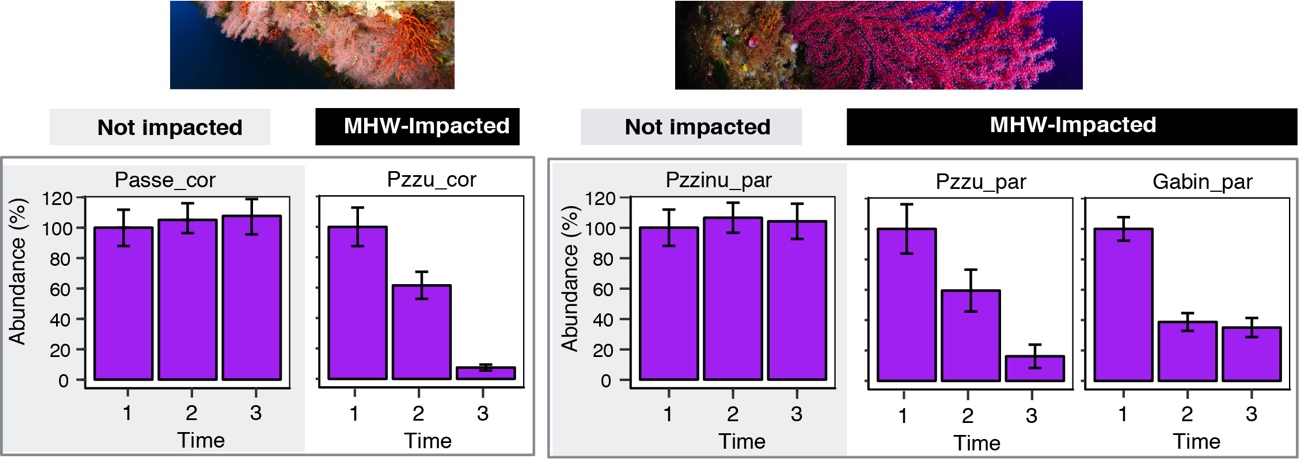 Not impacted
MHW-Impacted
Not impacted
MHW-Impacted
Passe_cor
Pzzu_cor
Pzzinu_par
Pzzu_par
Gabin_par
Abundance (%)
120
100
80
60
40
20
0
Abundance (%)
120
100
80
60
40
20
0
1 2 3
1 2 3
1 2 3
1 2 3
1 2 3
Time
Time
Time
Time
Time